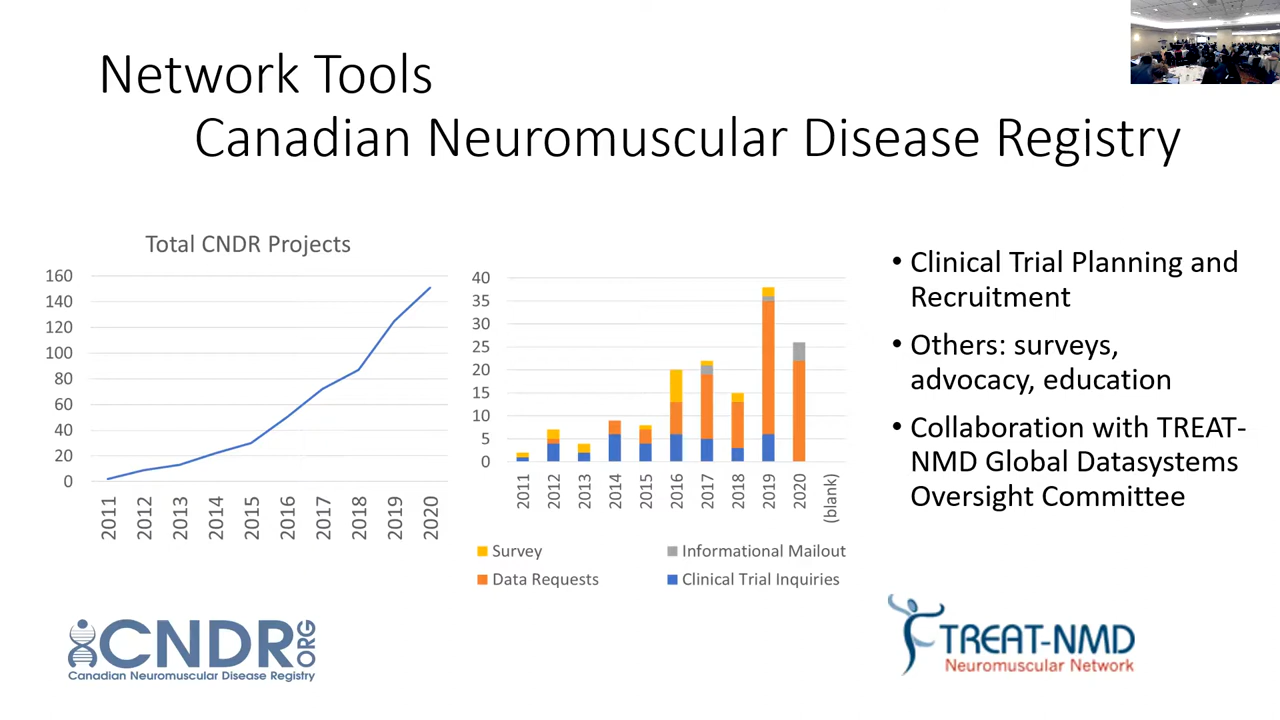 Network Tools
Canadian Neuromuscular Disease Registry
Total CNDR Projects
160
140
120
100
80
60
40
20
0
2011
2012
2013
2014
2015
2016
2017
2018
2019
2020
40
35
30
25
20
15
10
5
0
2011
2012
2013
2014
2015
2016
2017
2018
2019
2020
(blank)
Survey
Informational Mailout
Data Requests
Clinical Trial Inquiries
• Clinical Trial Planning and
Recruitment
• Others: surveys,
advocacy, education
• Collaboration with TREAT-
NMD Global Datasystems
Oversight Committee
CNDR ORG
Canadian Neuromuscular Disease Registry
TREAT-NMD
Neuromuscular Network